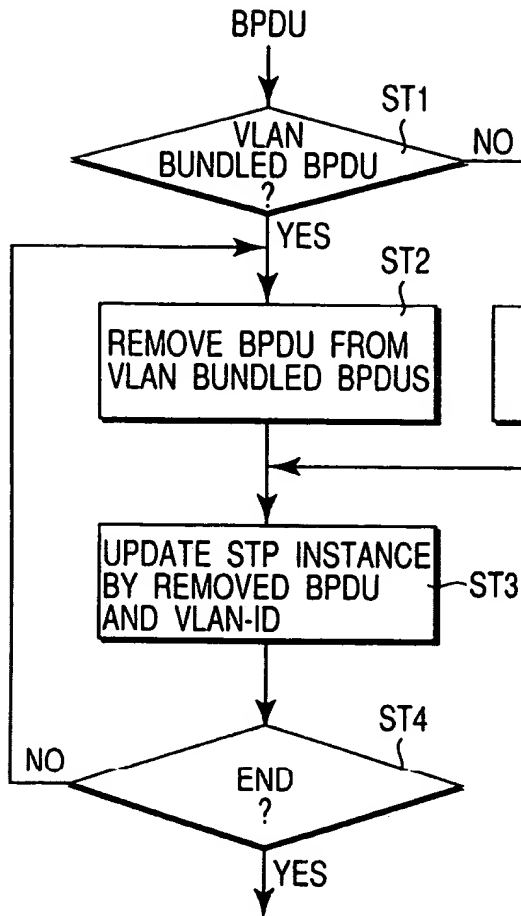 BPDU
ST1
VLAN
BUNDLED BPDU
?
NO
YES
ST2
REMOVE BPDU FROM
VLAN BUNDLED BPDUS
UPDATE STP INSTANCE
BY REMOVED BPDU
AND VLAN-ID
ST3
ST4
NO
END
?
YES